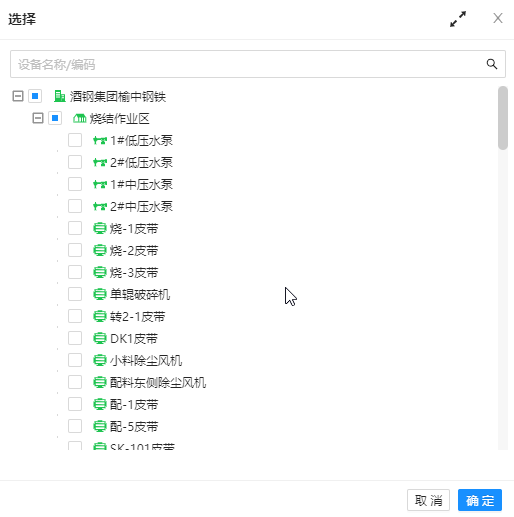 选择
设备名称/编码
酒钢集团榆中钢铁
烧结作业区
1#低压水泵
2#低压水泵
1#中压水泵
2#中压水泵
烧-1皮带
烧-2皮带
烧-3皮带
单辊破碎机
转2-1皮带
DK1皮带
小料除尘风机
配料东侧除尘风机
配-1皮带
配-5皮带
SK-101皮带
取 消 确 定